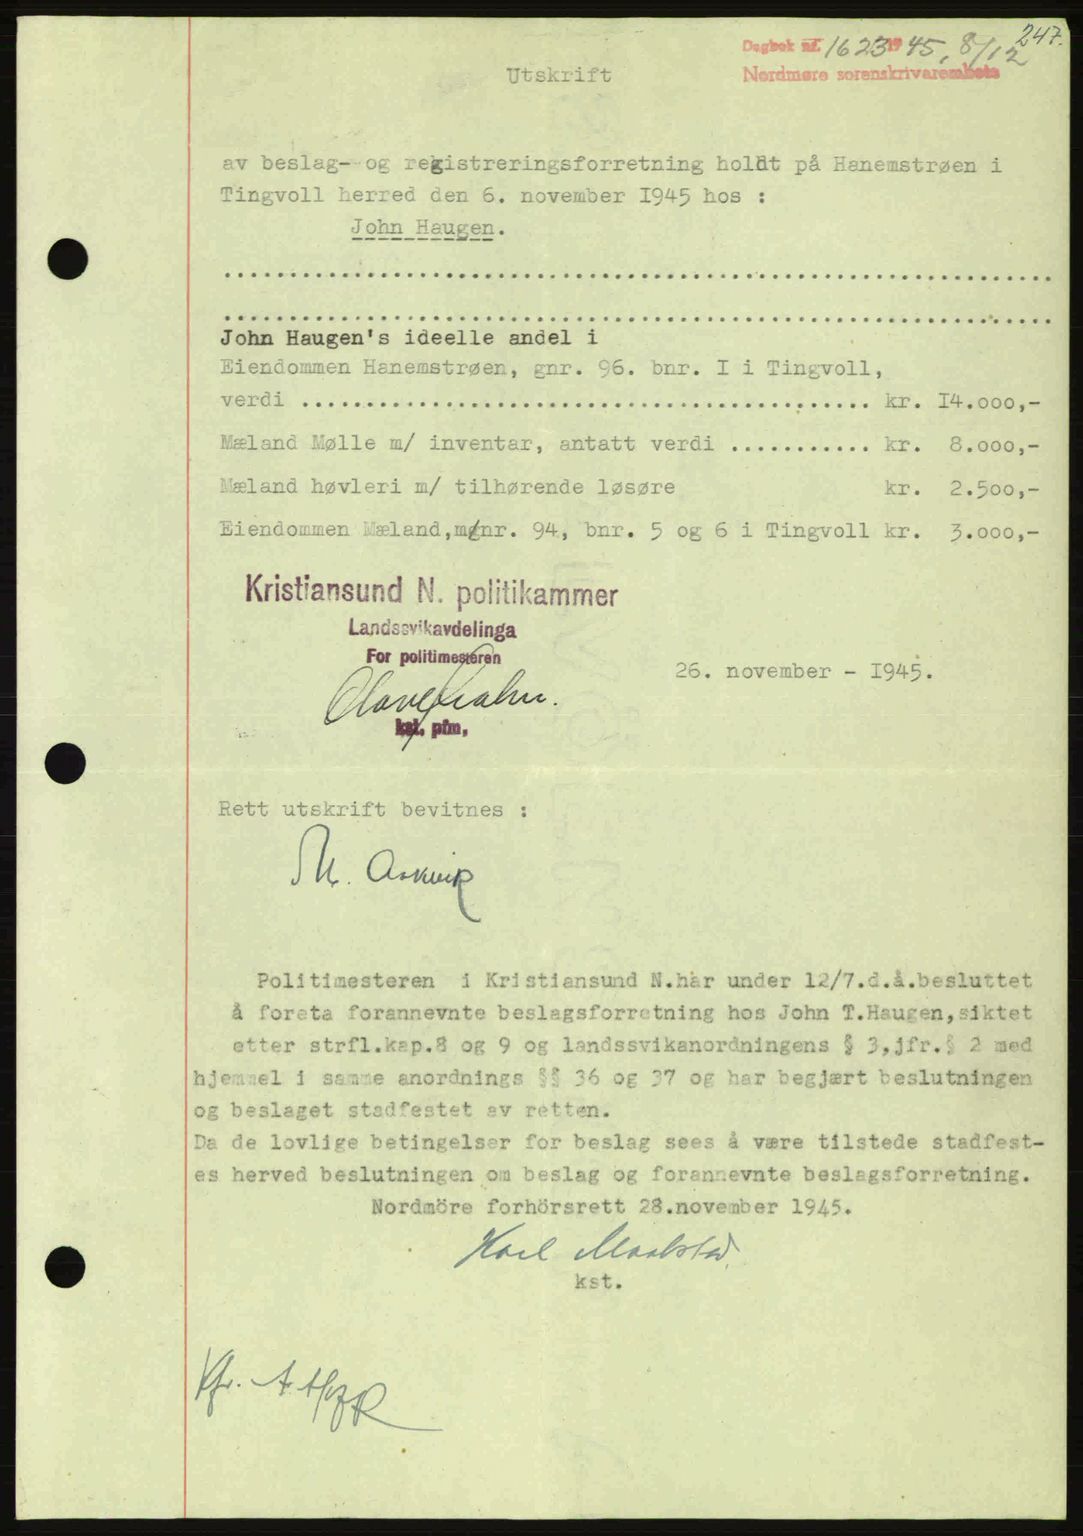 247.
Dagbok nr. 1623 1945, 8/12
Nordmøre sorenskrivarembete
Utskrift
av beslag- og registreringsforretning holdt på Hanemstrøen i
Tingvoll herred den 6. november 1945 hos :
John Haugen.
................................................................
................................................................
John Haugen's ideelle andel i
Eiendommen Hanemstrøen, gnr. 96. bnr. I i Tingvoll,
verdi ............................................ kr. 14.000,-
Mæland Mølle m/ inventar, antatt verdi ........... kr. 8.000,-
Mæland høvleri m/ tilhørende løsøre kr. 2.500,-
Eiendommen Mæland, gnr. 94, bnr. 5 og 6 i Tingvoll kr. 3.000,-
Kristiansund N. politikammer
Landssvikavdelinga
For politimesteren
26. november - 1945.
kst. pfm.
Rett utskrift bevitnes :
M. Askvik
Politimesteren i Kristiansund N.har under 12/7.d.å.besluttet
å foreta forannevnte beslagsforretning hos John T.Haugen,siktet
etter strfl.kap.8 og 9 og landssvikanordningens § 3,jfr.§ 2 med
hjemmel i samme anordnings §§ 36 og 37 og har begjært beslutningen
og beslaget stadfestet av retten.
Da de lovlige betingelser for beslag sees å være tilstede stadfest-
es herved beslutningen om beslag og forannevnte beslagsforretning.
Nordmöre forhörsrett 28.november 1945.
Karl
kst.